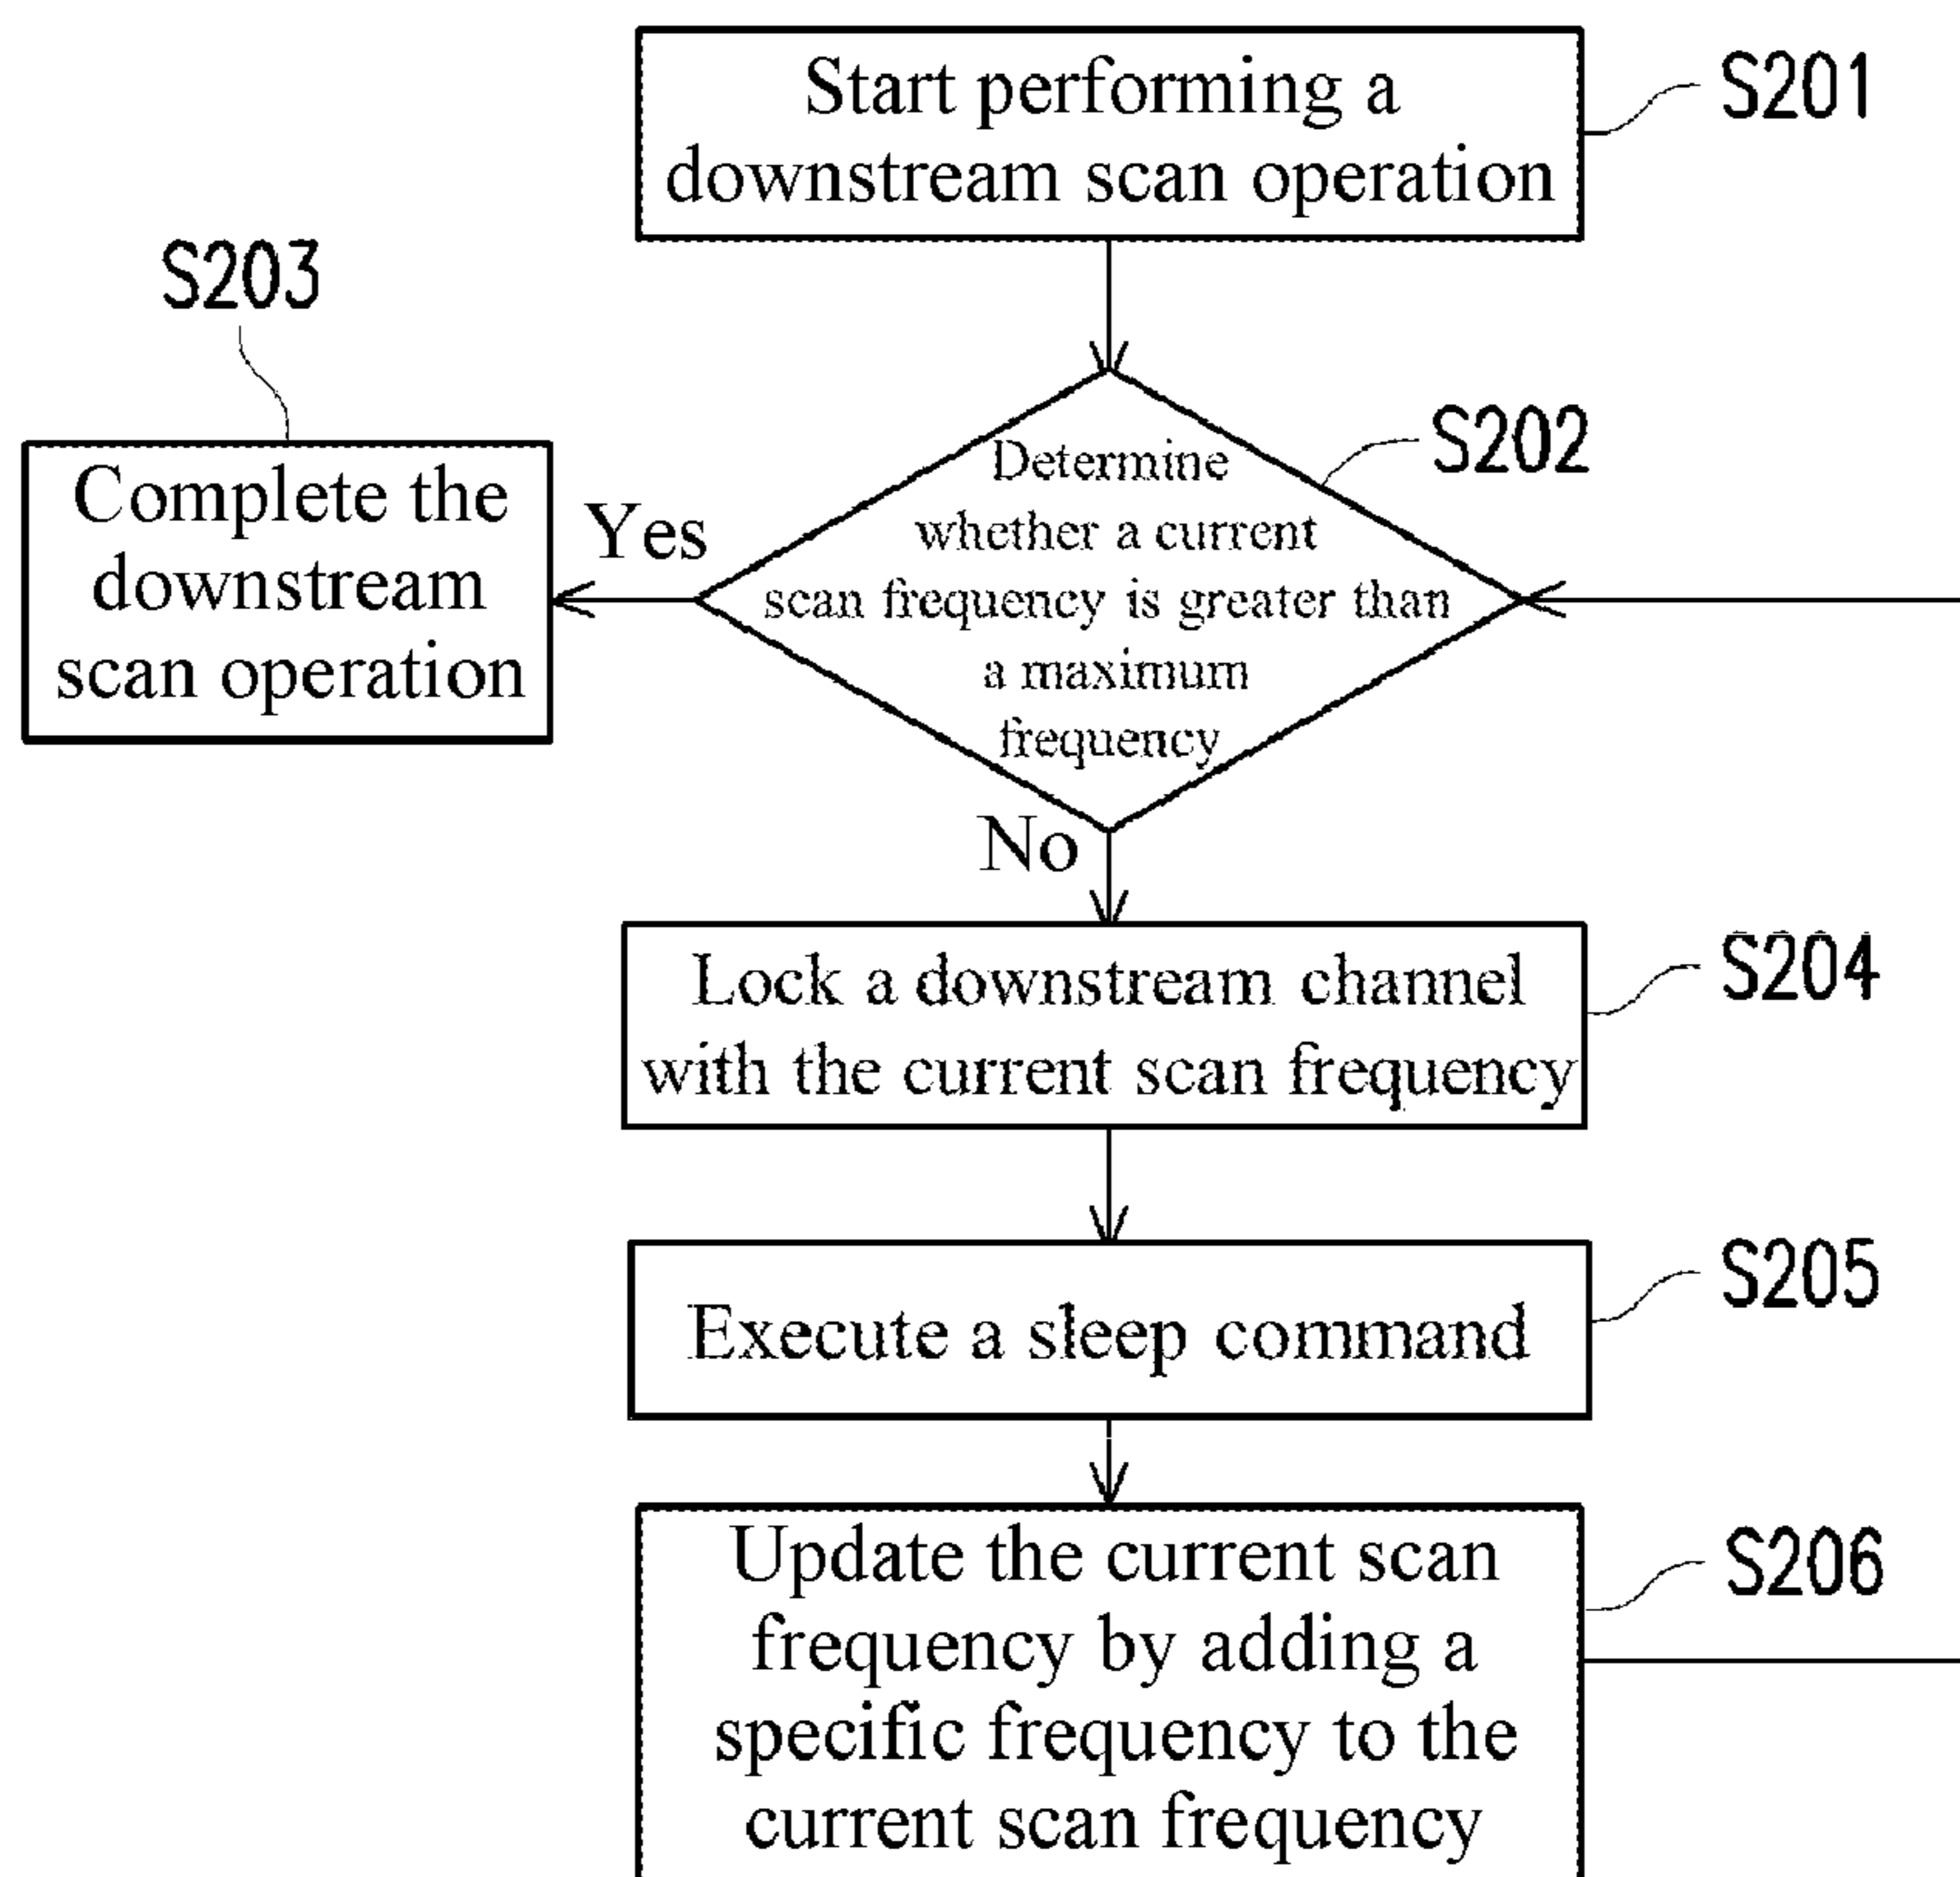 Start performing a
downstream scan operation
S201
S203
Complete the
downstream
scan operation
Yes
Determine
whether a current
scan frequency is greater than
a maximum
frequency
S202
No
Lock a downstream channel
with the current scan frequency
S204
Execute a sleep command
S205
Update the current scan
frequency by adding a
specific frequency to the
current scan frequency
S206